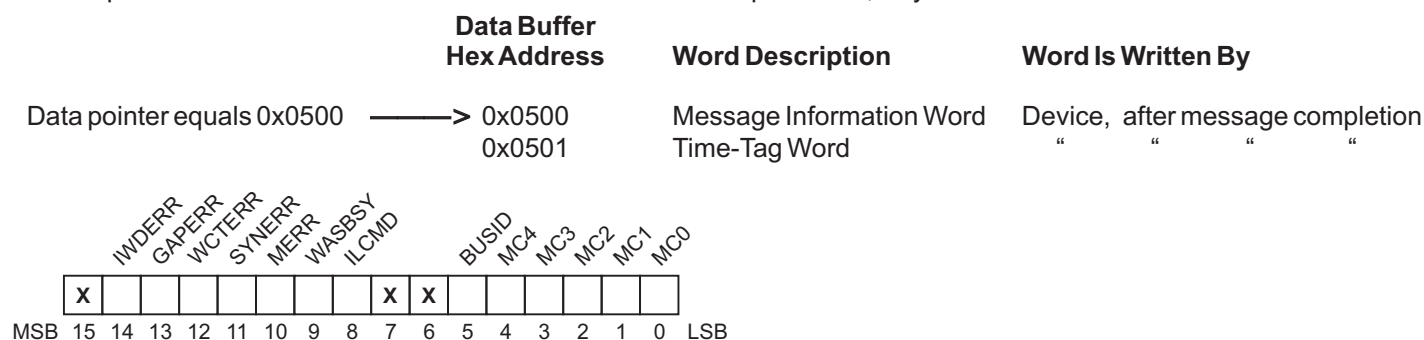 Data Buffer
Hex Address Word Description Word Is Written By
Data pointer equals 0x0500 > 0x0500 Message Information Word Device, after message completion
0x0501 Time-Tag Word “ “ “ “
IWDERR GAPERR WCTERR SYNERR MERR WASBSY ILCMD BUSID MC4 MC3 MC2 MC1 MC0
X X X
MSB 15 14 13 12 11 10 9 8 7 6 5 4 3 2 1 0 LSB